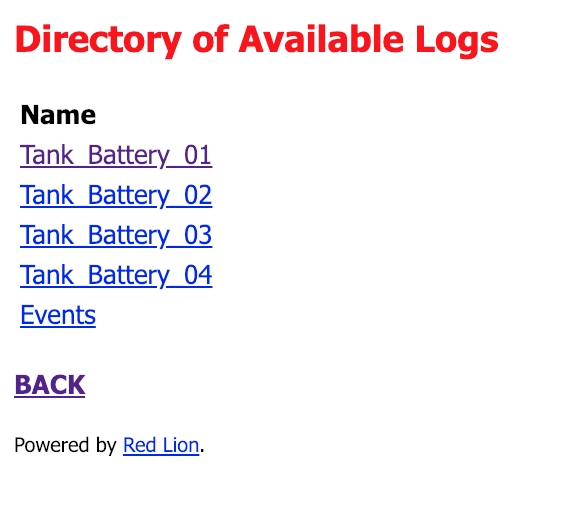 Directory of Available Logs
Name
Tank_Battery_01
Tank_Battery_02
Tank_Battery_03
Tank_Battery_04
Events
BACK
Powered by Red Lion.